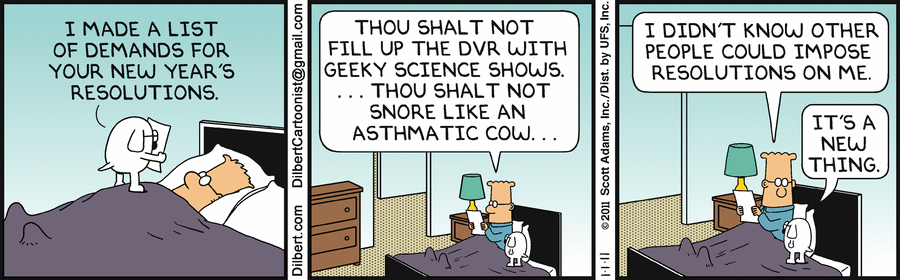 I MADE A LIST
OF DEMANDS FOR
YOUR NEW YEAR'S
RESOLUTIONS.
Dilbert.com DilbertCartoonist@gmail.com
THOU SHALT NOT
FILL UP THE DVR WITH
GEEKY SCIENCE SHOWS.
...THOU SHALT NOT
SNORE LIKE AN
ASTHMATIC COW...
1-1-11 © 2011 Scott Adams, Inc./Dist. by UFS, Inc.
I DIDN'T KNOW OTHER
PEOPLE COULD IMPOSE
RESOLUTIONS ON ME.
IT'S A
NEW
THING.